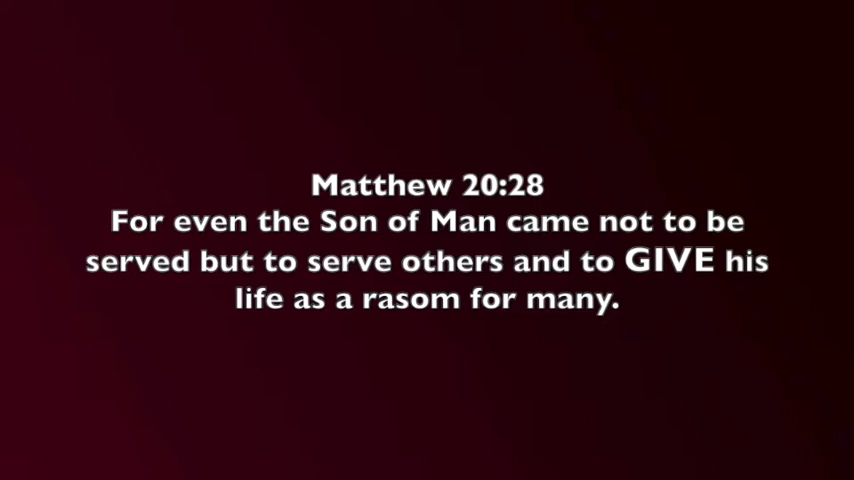 Matthew 20:28
For even the Son of Man came not to be
served but to serve others and to GIVE his
life as a rasom for many.